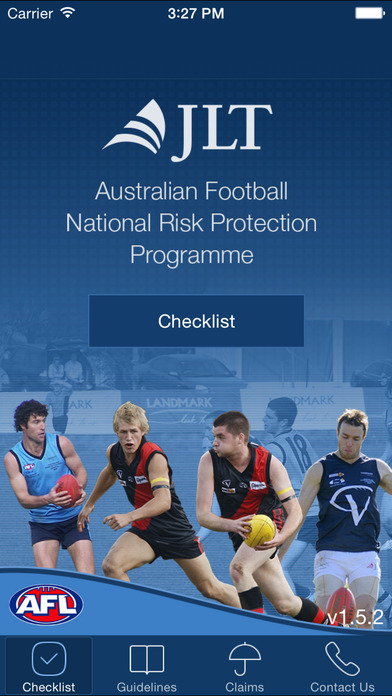 Carrier 3:27 PM
JLT
Australian Football
National Risk Protection
Programme
Checklist
LANDMARK
LANDMARK
AFL
v1.5.2
Checklist Guidelines Claims Contact Us